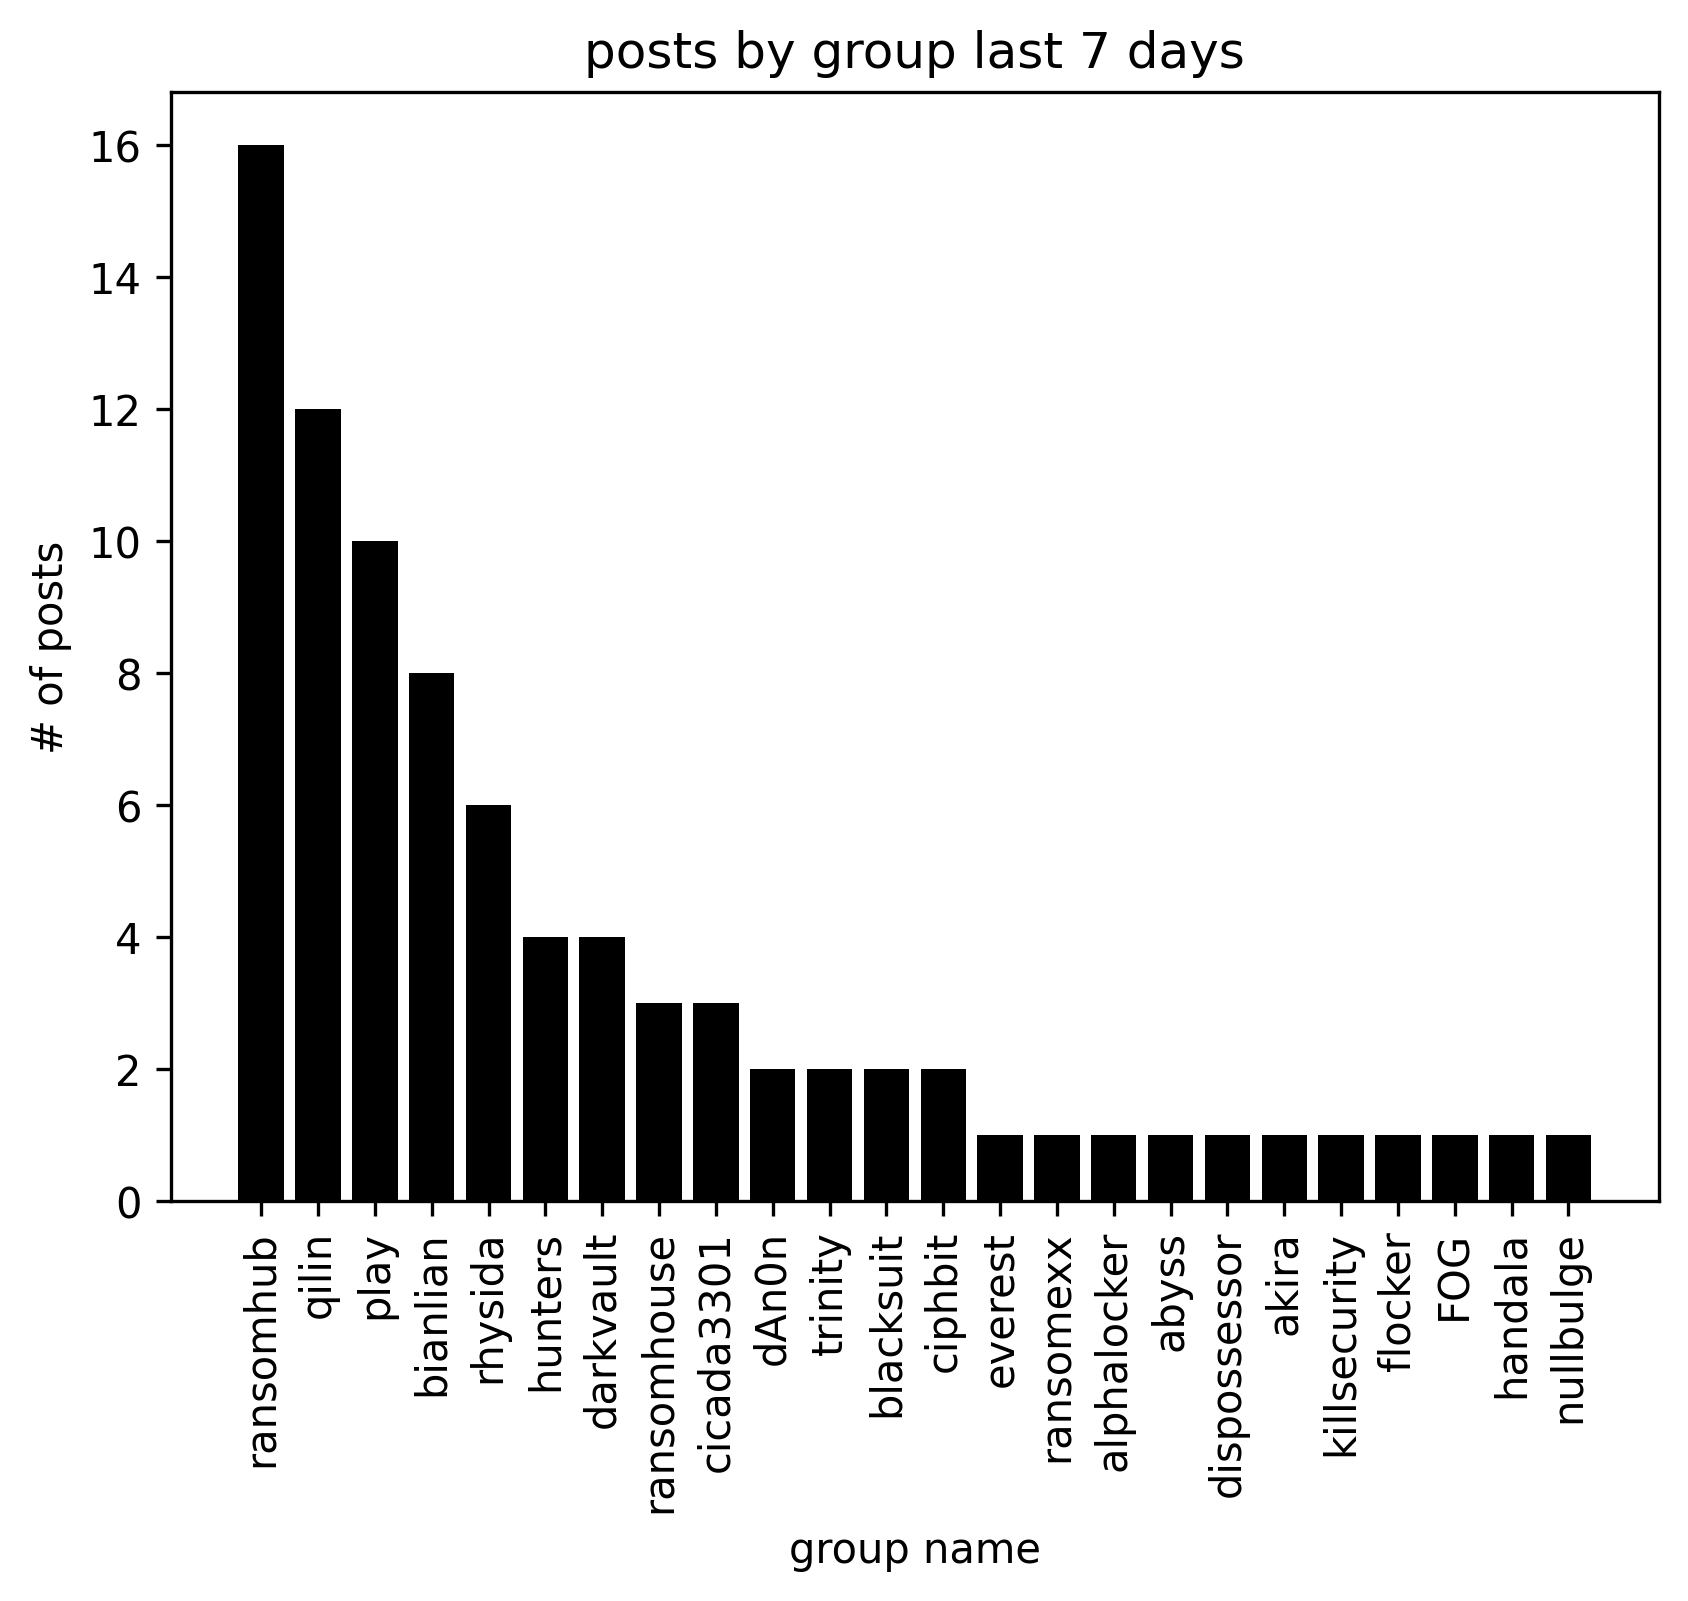 posts by group last 7 days
# of posts
16
14
12
10
8
6
4
2
0
ransomhub
qilin
play
bianlian
rhysida
hunters
darkvault
ransomhouse
cicada3301
dAn0n
trinity
blacksuit
ciphbit
everest
ransomexx
alphalocker
abyss
dispossessor
akira
killsecurity
flocker
FOG
handala
nullbulge
group name